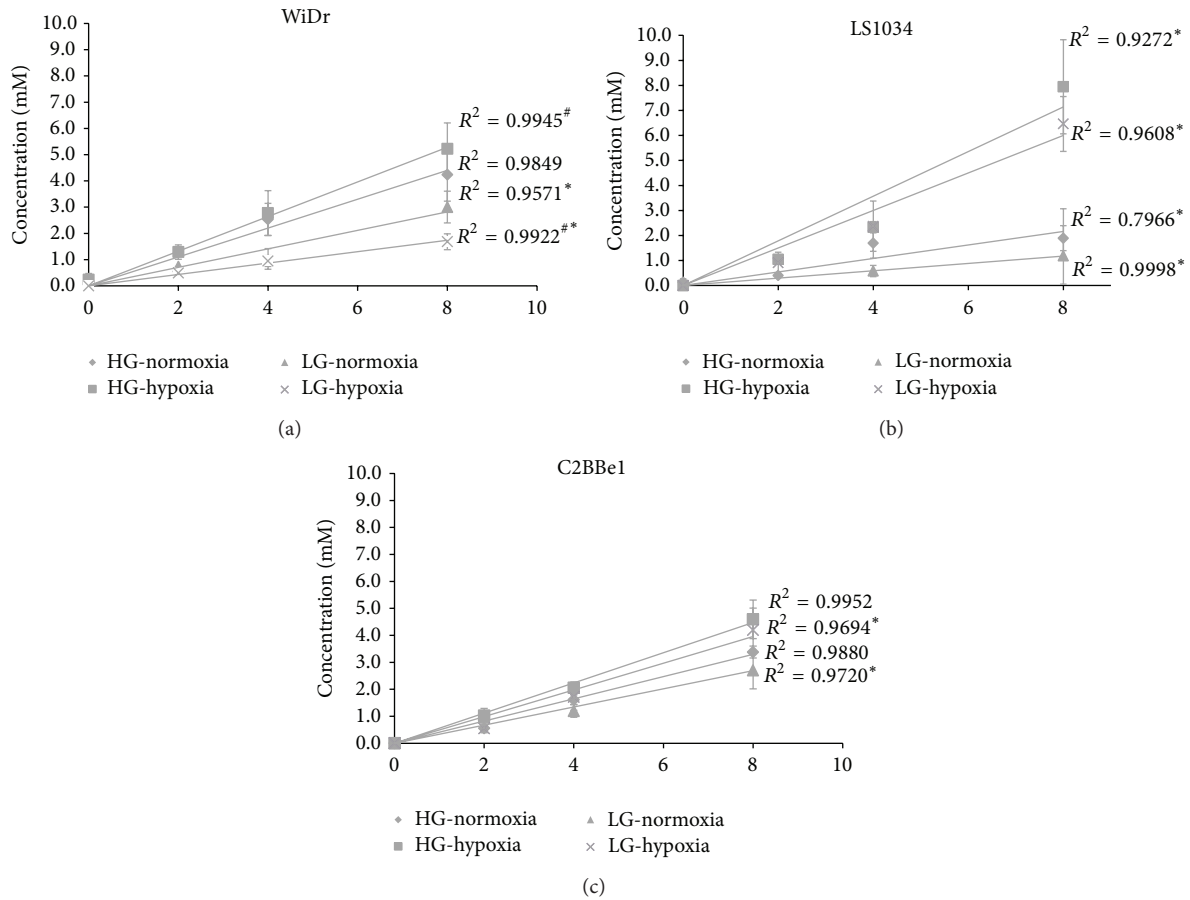 WiDr
Concentration (mM)
10.0
9.0
8.0
7.0
6.0
5.0
4.0
3.0
2.0
1.0
0.0
0 2 4 6 8 10
R² = 0.9945#
R² = 0.9849
R² = 0.9571*
R² = 0.9922#*
HG-normoxia LG-normoxia
HG-hypoxia LG-hypoxia
(a)
LS1034
Concentration (mM)
10.0
9.0
8.0
7.0
6.0
5.0
4.0
3.0
2.0
1.0
0.0
0 2 4 6 8
R² = 0.9272*
R² = 0.9608*
R² = 0.7966*
R² = 0.9998*
HG-normoxia LG-normoxia
HG-hypoxia LG-hypoxia
(b)
C2BBe1
Concentration (mM)
10.0
9.0
8.0
7.0
6.0
5.0
4.0
3.0
2.0
1.0
0.0
0 2 4 6 8 10
R² = 0.9952
R² = 0.9694*
R² = 0.9880
R² = 0.9720*
HG-normoxia LG-normoxia
HG-hypoxia LG-hypoxia
(c)